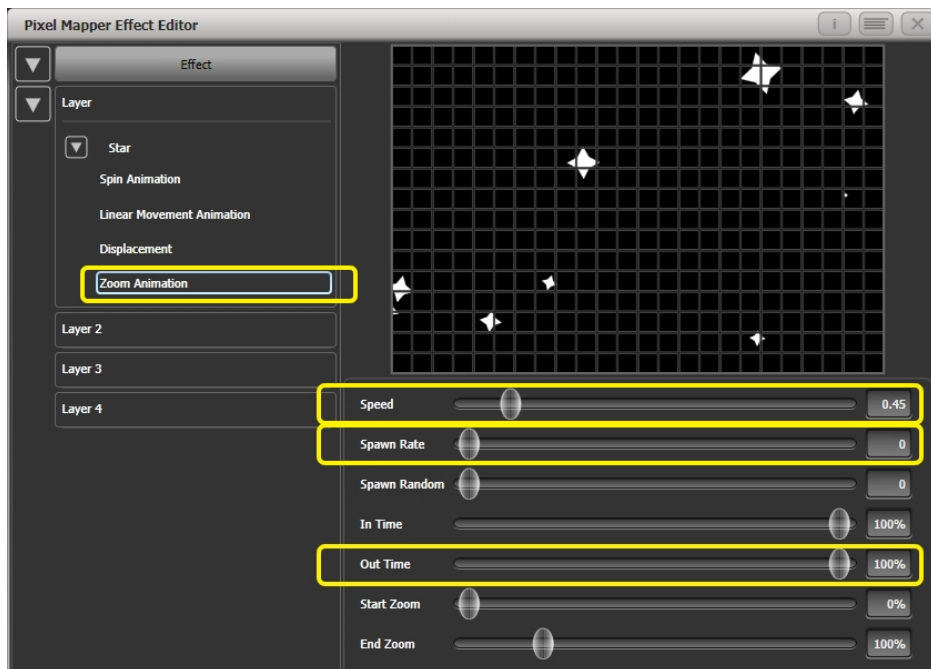 Pixel Mapper Effect Editor
i
Effect
Layer
Star
Spin Animation
Linear Movement Animation
Displacement
Zoom Animation
Layer 2
Layer 3
Layer 4
Speed 0.45
Spawn Rate 0
Spawn Random 0
In Time 100%
Out Time 100%
Start Zoom 0%
End Zoom 100%